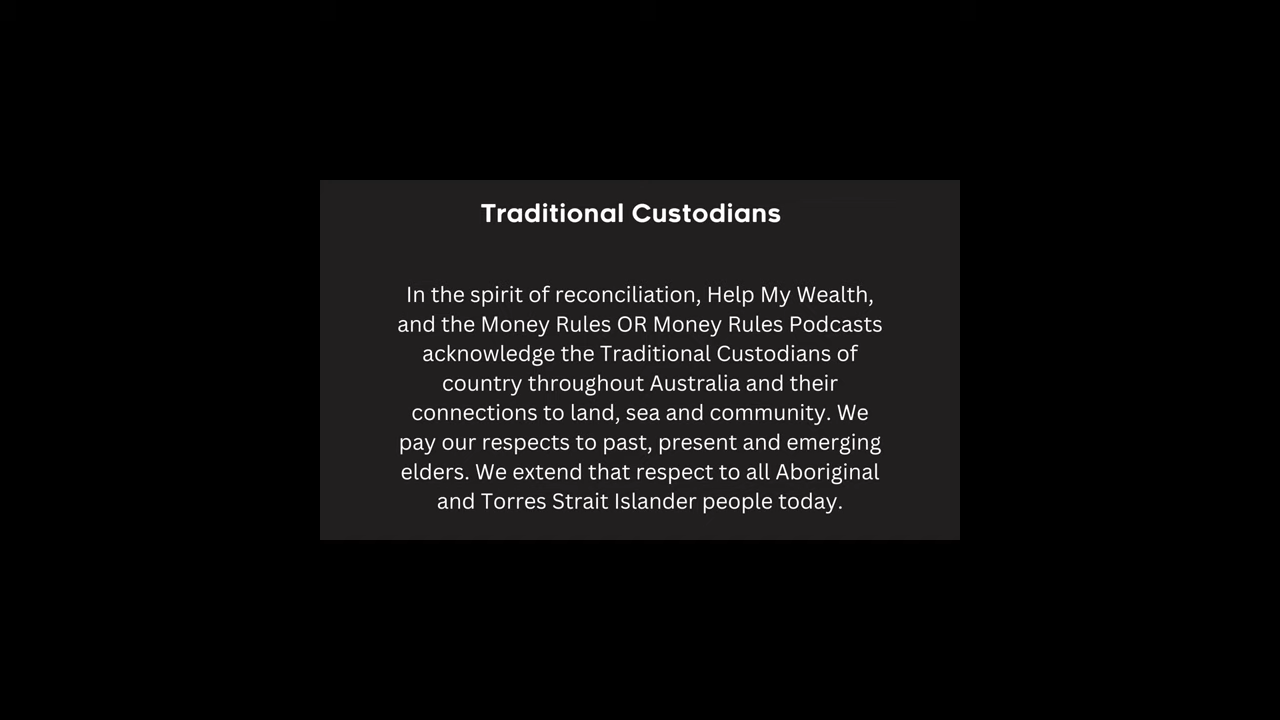 Traditional Custodians
In the spirit of reconciliation, Help My Wealth,
and the Money Rules OR Money Rules Podcasts
acknowledge the Traditional Custodians of
country throughout Australia and their
connections to land, sea and community. We
pay our respects to past, present and emerging
elders. We extend that respect to all Aboriginal
and Torres Strait Islander people today.